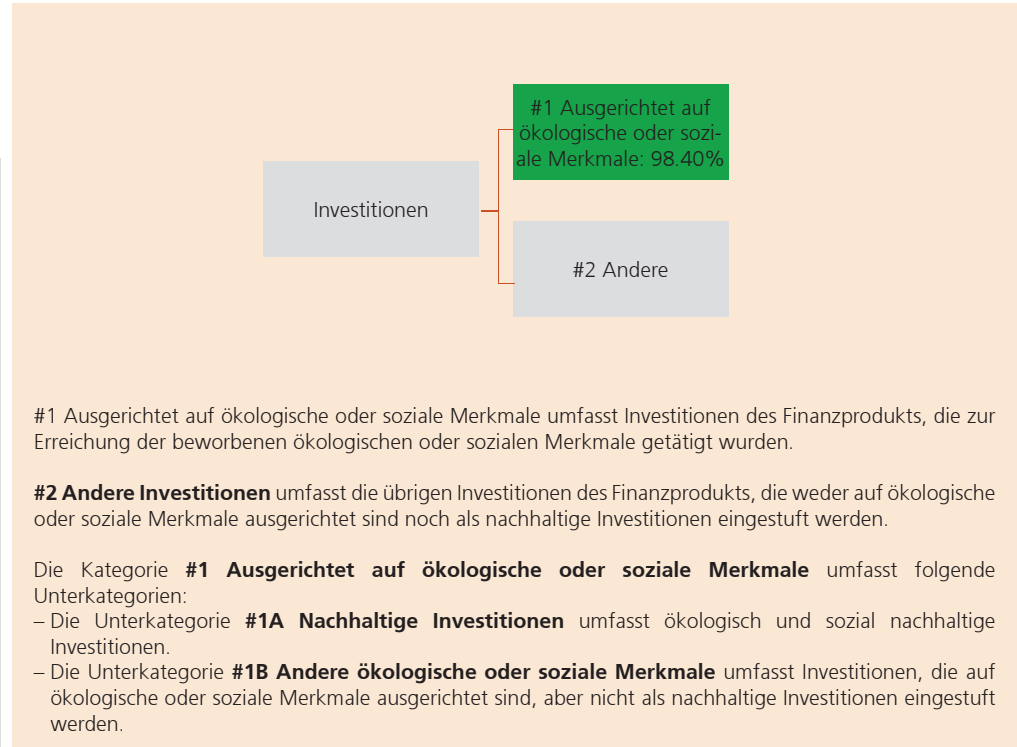 #1 Ausgerichtet auf
ökologische oder sozi-
ale Merkmale: 98.40%
Investitionen
#2 Andere
#1 Ausgerichtet auf ökologische oder soziale Merkmale umfasst Investitionen des Finanzprodukts, die zur
Erreichung der beworbenen ökologischen oder sozialen Merkmale getätigt wurden.
#2 Andere Investitionen umfasst die übrigen Investitionen des Finanzprodukts, die weder auf ökologische
oder soziale Merkmale ausgerichtet sind noch als nachhaltige Investitionen eingestuft werden.
Die Kategorie #1 Ausgerichtet auf ökologische oder soziale Merkmale umfasst folgende
Unterkategorien:
– Die Unterkategorie #1A Nachhaltige Investitionen umfasst ökologisch und sozial nachhaltige
Investitionen.
– Die Unterkategorie #1B Andere ökologische oder soziale Merkmale umfasst Investitionen, die auf
ökologische oder soziale Merkmale ausgerichtet sind, aber nicht als nachhaltige Investitionen eingestuft
werden.